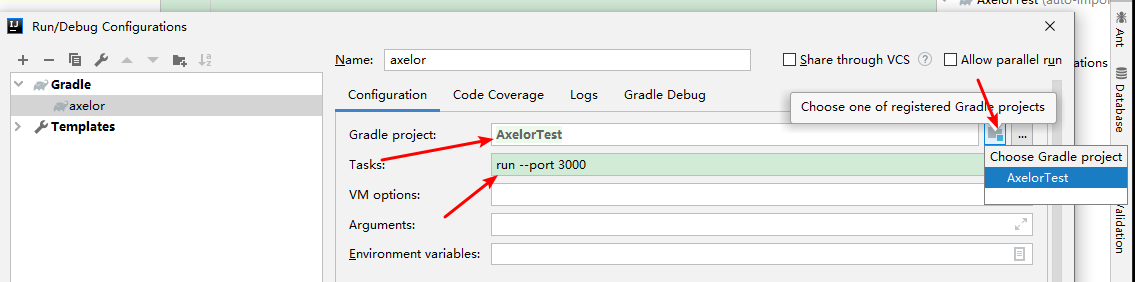 AxelorTest (auto-impor
Run/Debug Configurations
Name: axelor
Share through VCS ? Allow parallel run
Gradle
axelor
Templates
Configuration Code Coverage Logs Gradle Debug
Choose one of registered Gradle projects
Gradle project: AxelorTest ...
Choose Gradle project
AxelorTest
Tasks: run --port 3000
VM options:
Arguments:
Environment variables:
Ant
Database
Validation
ations